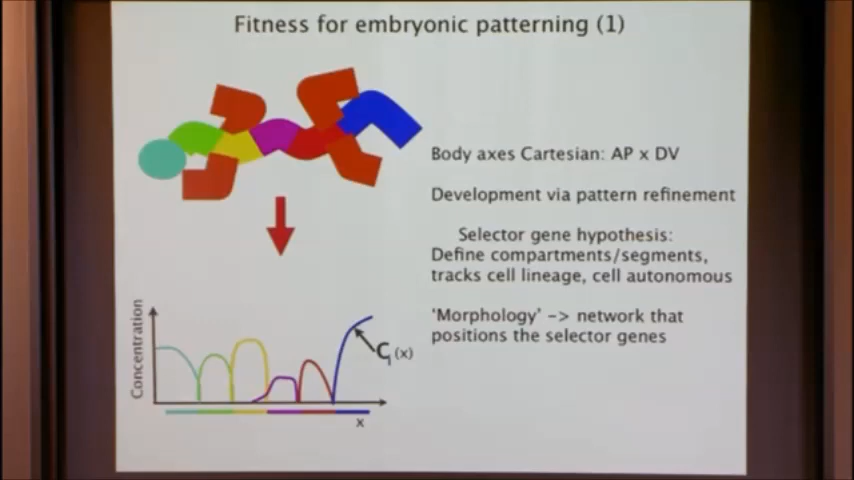 Fitness for embryonic patterning (1)
Body axes Cartesian: AP x DV
Development via pattern refinement
Selector gene hypothesis:
Define compartments/segments,
tracks cell lineage, cell autonomous
'Morphology' -> network that
positions the selector genes
Concentration
C_i(x)
x